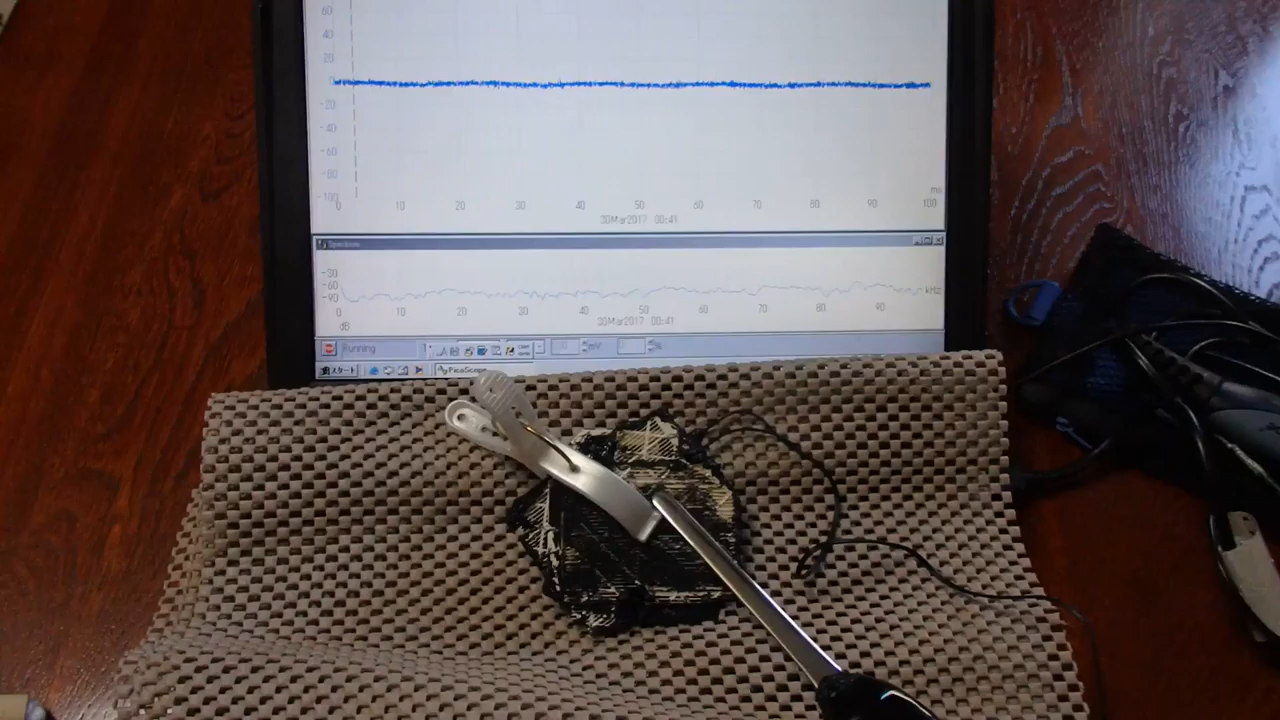 60
40
20
0
-20
-40
-60
-80
-100
ms
0 10 20 30 40 50 60 70 80 90 100
30Mar2017 00:41
Spectrum
-30
-60
-90
kHz
0 10 20 30 40 50 60 70 80 90
dB 30Mar2017 00:41
Running mV %
スタート PicoScope